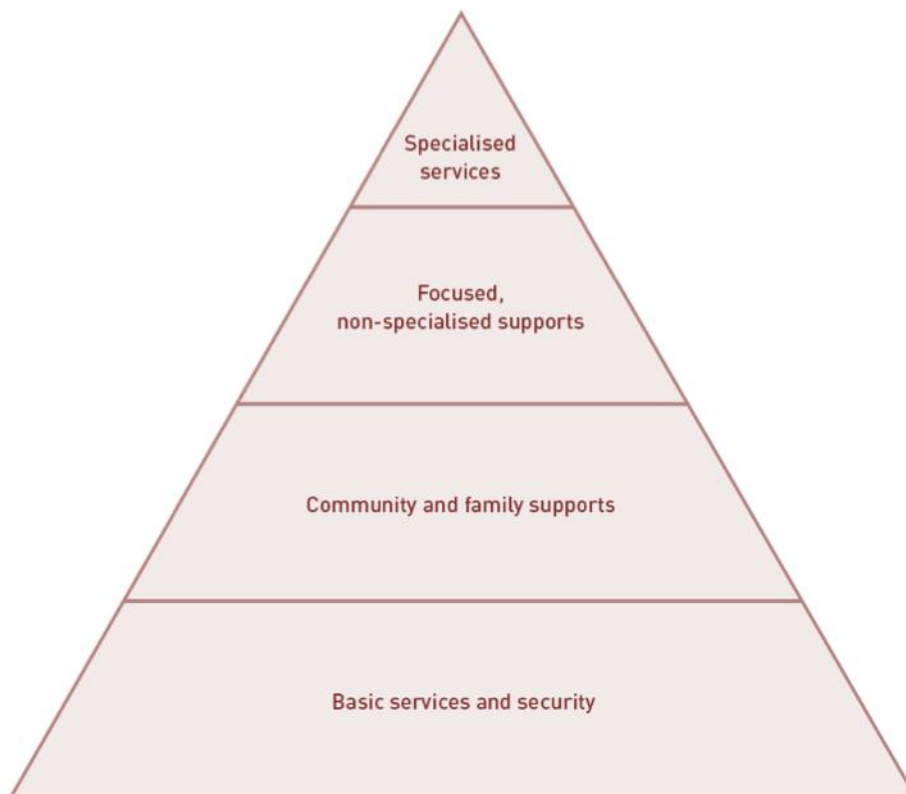 Specialised
services
Focused,
non-specialised supports
Community and family supports
Basic services and security